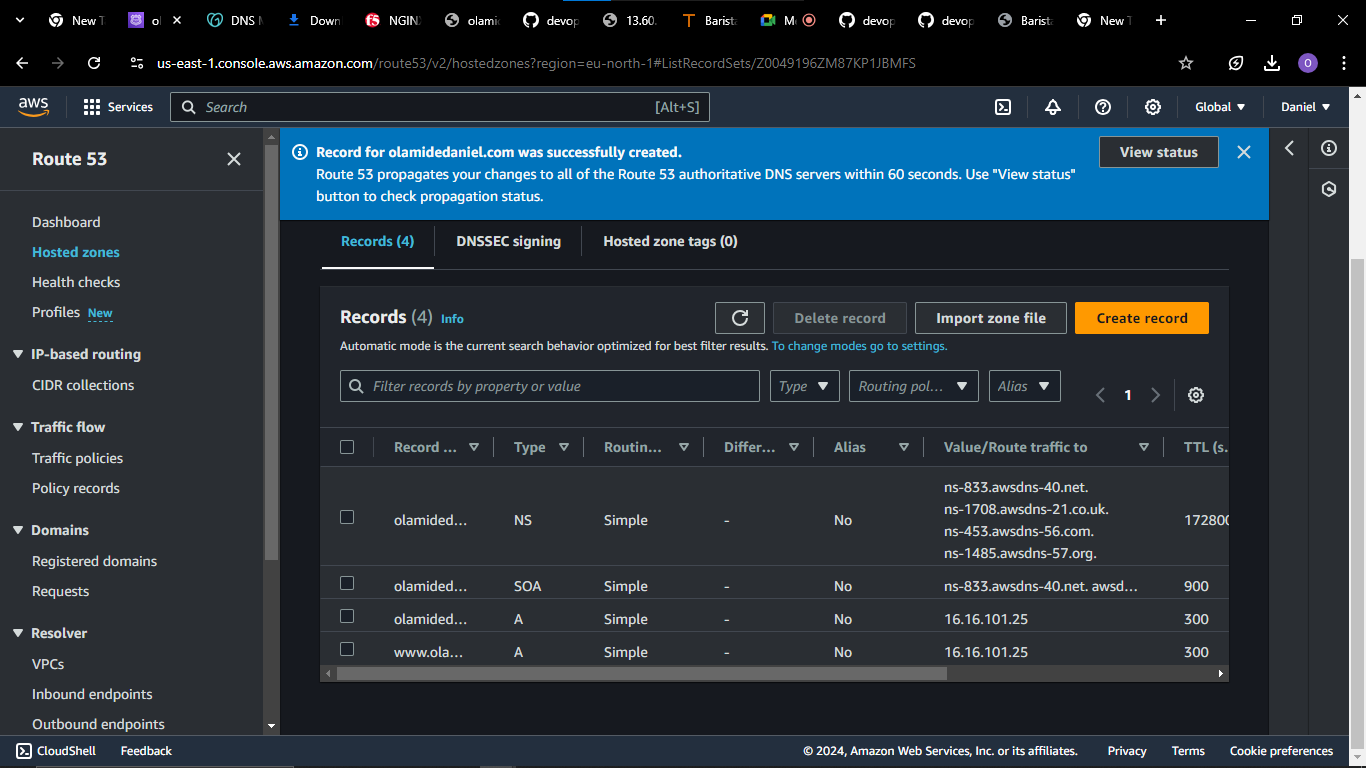 New T
ol
DNS M
Down
NGINX
olamic
devop
13.60.
Barista
Me
devop
devop
Barista
New T
us-east-1.console.aws.amazon.com/route53/v2/hostedzones?region=eu-north-1#ListRecordSets/Z0049196ZM87KP1JBMFS
O
aws
Services
Search
[Alt+S]
Global
Daniel
Route 53
Dashboard
Hosted zones
Health checks
Profiles New
IP-based routing
CIDR collections
Traffic flow
Traffic policies
Policy records
Domains
Registered domains
Requests
Resolver
VPCs
Inbound endpoints
Outbound endpoints
Record for olamidedaniel.com was successfully created.
Route 53 propagates your changes to all of the Route 53 authoritative DNS servers within 60 seconds. Use "View status"
button to check propagation status.
View status
Records (4)
DNSSEC signing
Hosted zone tags (0)
Records (4) Info
Delete record
Import zone file
Create record
Automatic mode is the current search behavior optimized for best filter results. To change modes go to settings.
Filter records by property or value
Type
Routing pol...
Alias
1
Record ...
Type
Routin...
Differ...
Alias
Value/Route traffic to
TTL (s...
olamided...
NS
Simple
-
No
ns-833.awsdns-40.net.
ns-1708.awsdns-21.co.uk.
ns-453.awsdns-56.com.
ns-1485.awsdns-57.org.
172800
olamided...
SOA
Simple
-
No
ns-833.awsdns-40.net. awsd...
900
olamided...
A
Simple
-
No
16.16.101.25
300
www.ola...
A
Simple
-
No
16.16.101.25
300
CloudShell
Feedback
© 2024, Amazon Web Services, Inc. or its affiliates.
Privacy
Terms
Cookie preferences